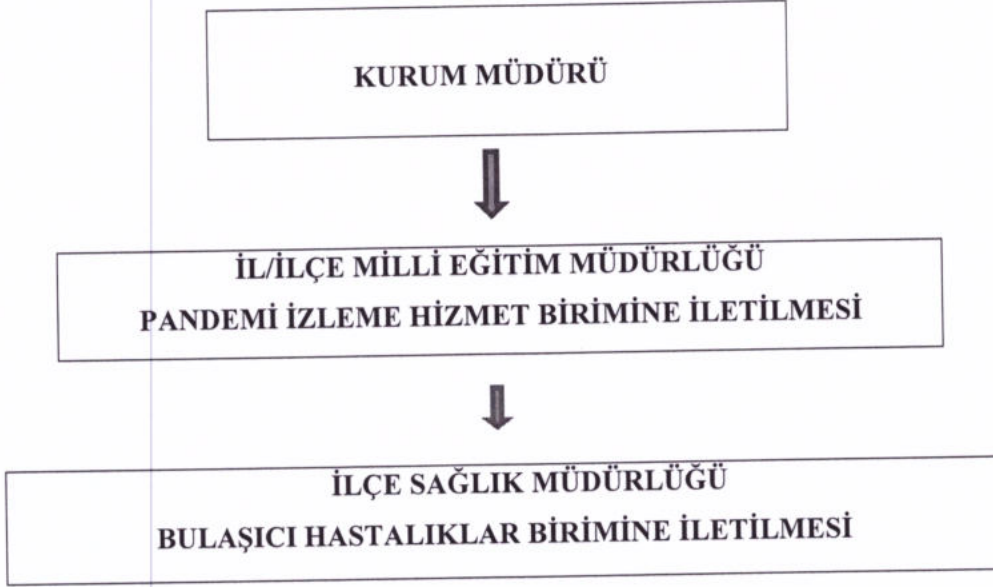 KURUM MÜDÜRÜ
İL/İLÇE MİLLİ EĞİTİM MÜDÜRLÜĞÜ
PANDEMİ İZLEME HİZMET BİRİMİNE İLETİLMESİ
İLÇE SAĞLIK MÜDÜRLÜĞÜ
BULAŞICI HASTALIKLAR BİRİMİNE İLETİLMESİ